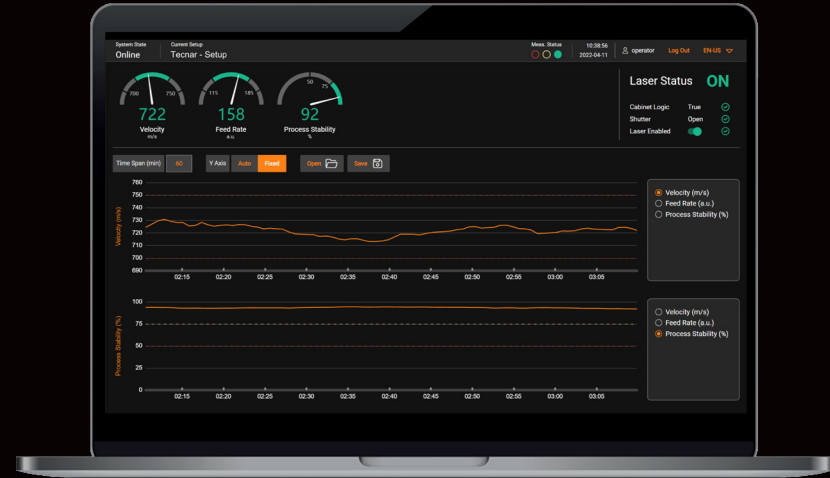 System State
Online
Current Setup
Tecnar - Setup
Meas. Status
10:38:56
2022-04-11
operator
Log Out
EN-US
700 750
722
Velocity
m/s
115 185
158
Feed Rate
a.u.
50 75
92
Process Stability
%
Laser Status ON
Cabinet Logic True
Shutter Open
Laser Enabled
Time Span (min) 60 Y Axis Auto Fixed Open Save
Velocity (m/s)
760
750
740
730
720
710
700
690
02:15 02:20 02:25 02:30 02:35 02:40 02:45 02:50 02:55 03:00 03:05
Velocity (m/s)
Feed Rate (a.u.)
Process Stability (%)
Process Stability (%)
100
75
50
25
0
02:15 02:20 02:25 02:30 02:35 02:40 02:45 02:50 02:55 03:00 03:05
Velocity (m/s)
Feed Rate (a.u.)
Process Stability (%)